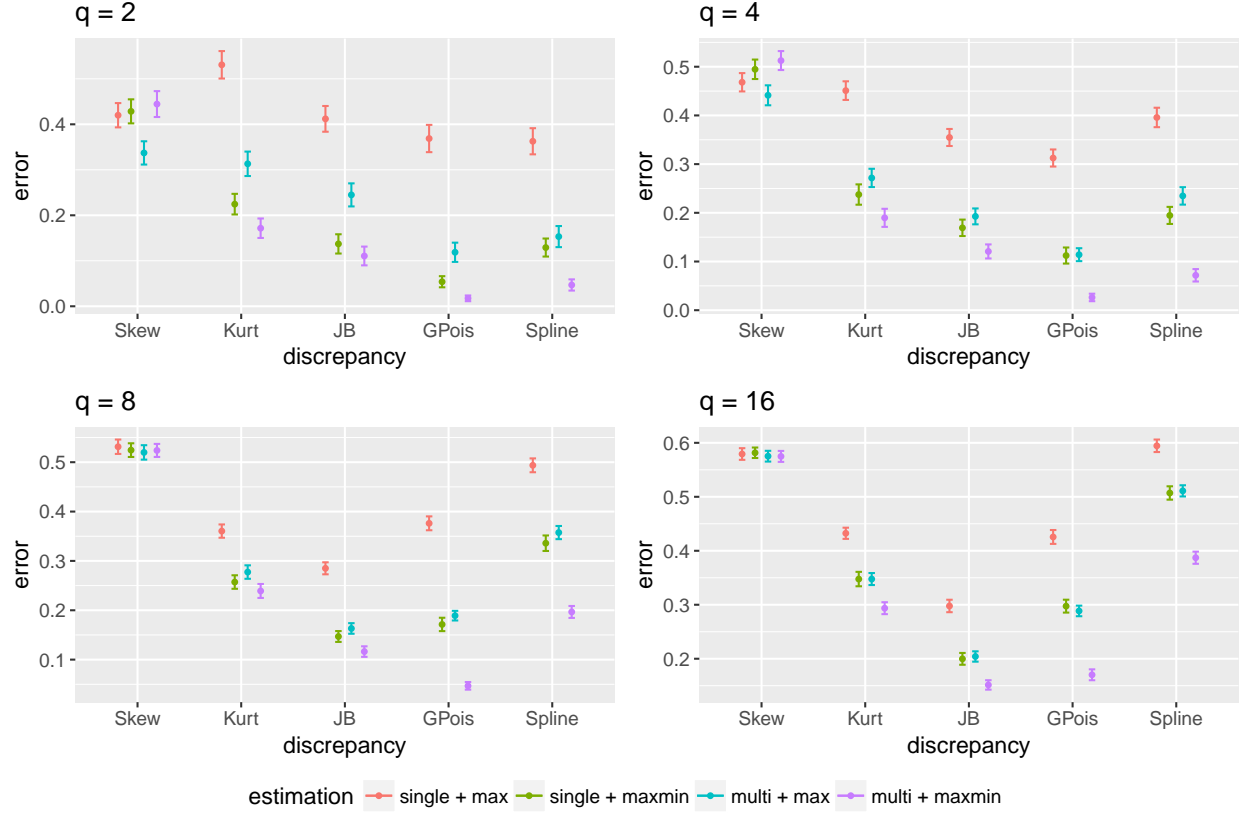 q = 2
error
0.4
0.2
0.0
Skew Kurt JB GPois Spline
discrepancy
q = 4
error
0.5
0.4
0.3
0.2
0.1
0.0
Skew Kurt JB GPois Spline
discrepancy
q = 8
error
0.5
0.4
0.3
0.2
0.1
Skew Kurt JB GPois Spline
discrepancy
q = 16
error
0.6
0.5
0.4
0.3
0.2
Skew Kurt JB GPois Spline
discrepancy
estimation single + max single + maxmin multi + max multi + maxmin